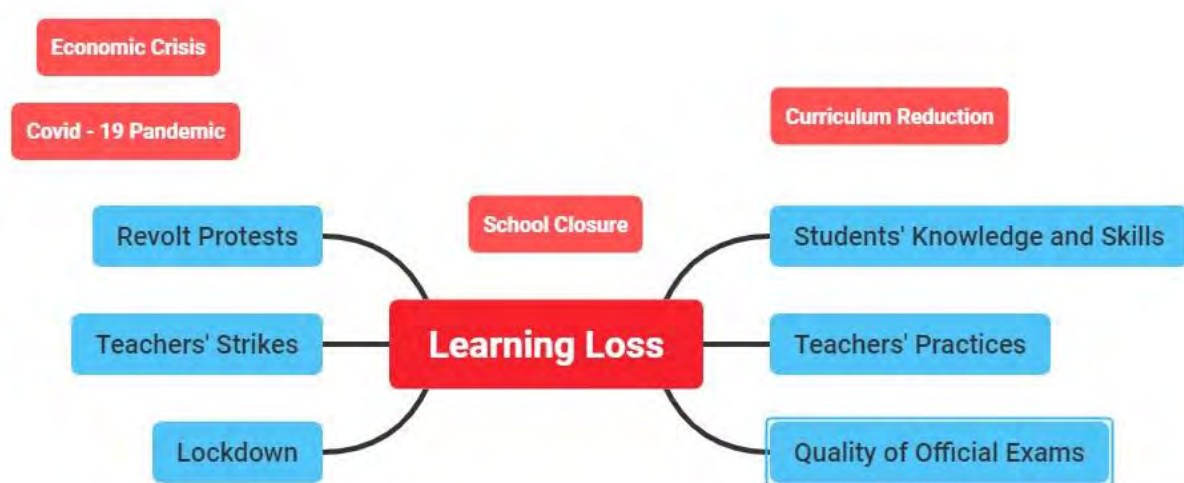 Economic Crisis
Covid - 19 Pandemic
Curriculum Reduction
School Closure
Revolt Protests
Students' Knowledge and Skills
Teachers' Strikes
Learning Loss
Teachers' Practices
Lockdown
Quality of Official Exams